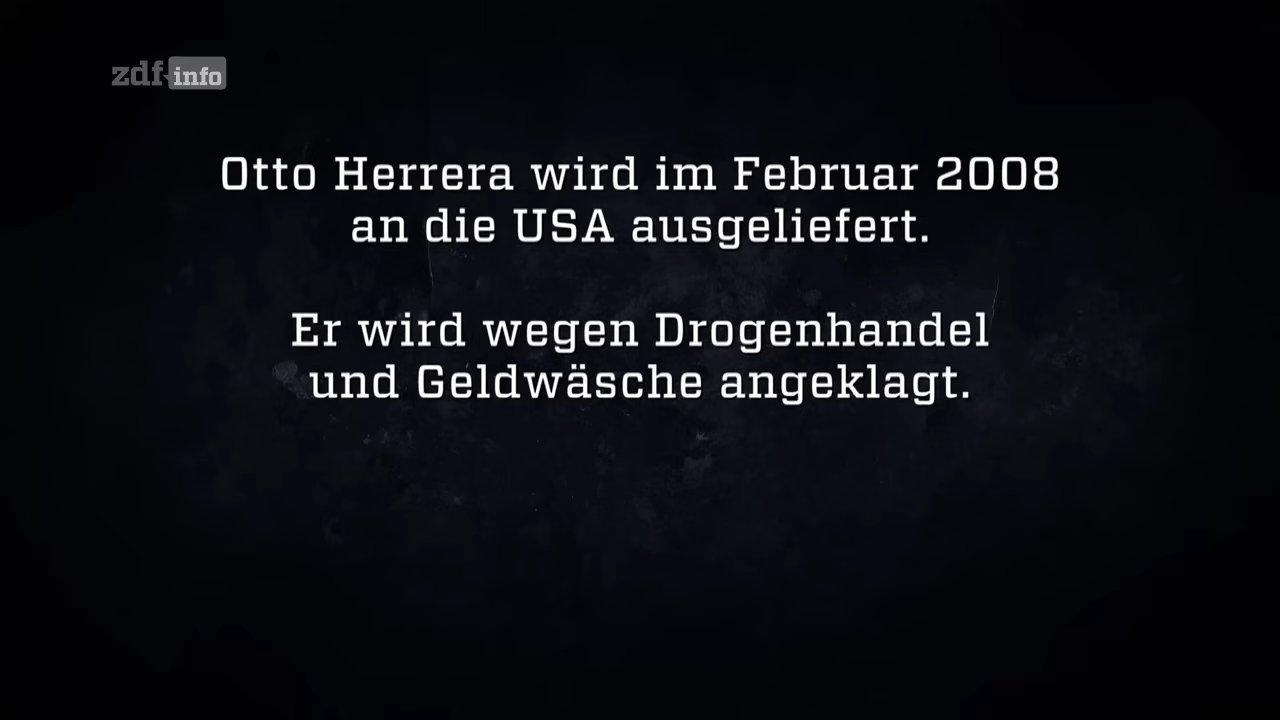 zdf info
Otto Herrera wird im Februar 2008
an die USA ausgeliefert.
Er wird wegen Drogenhandel
und Geldwäsche angeklagt.